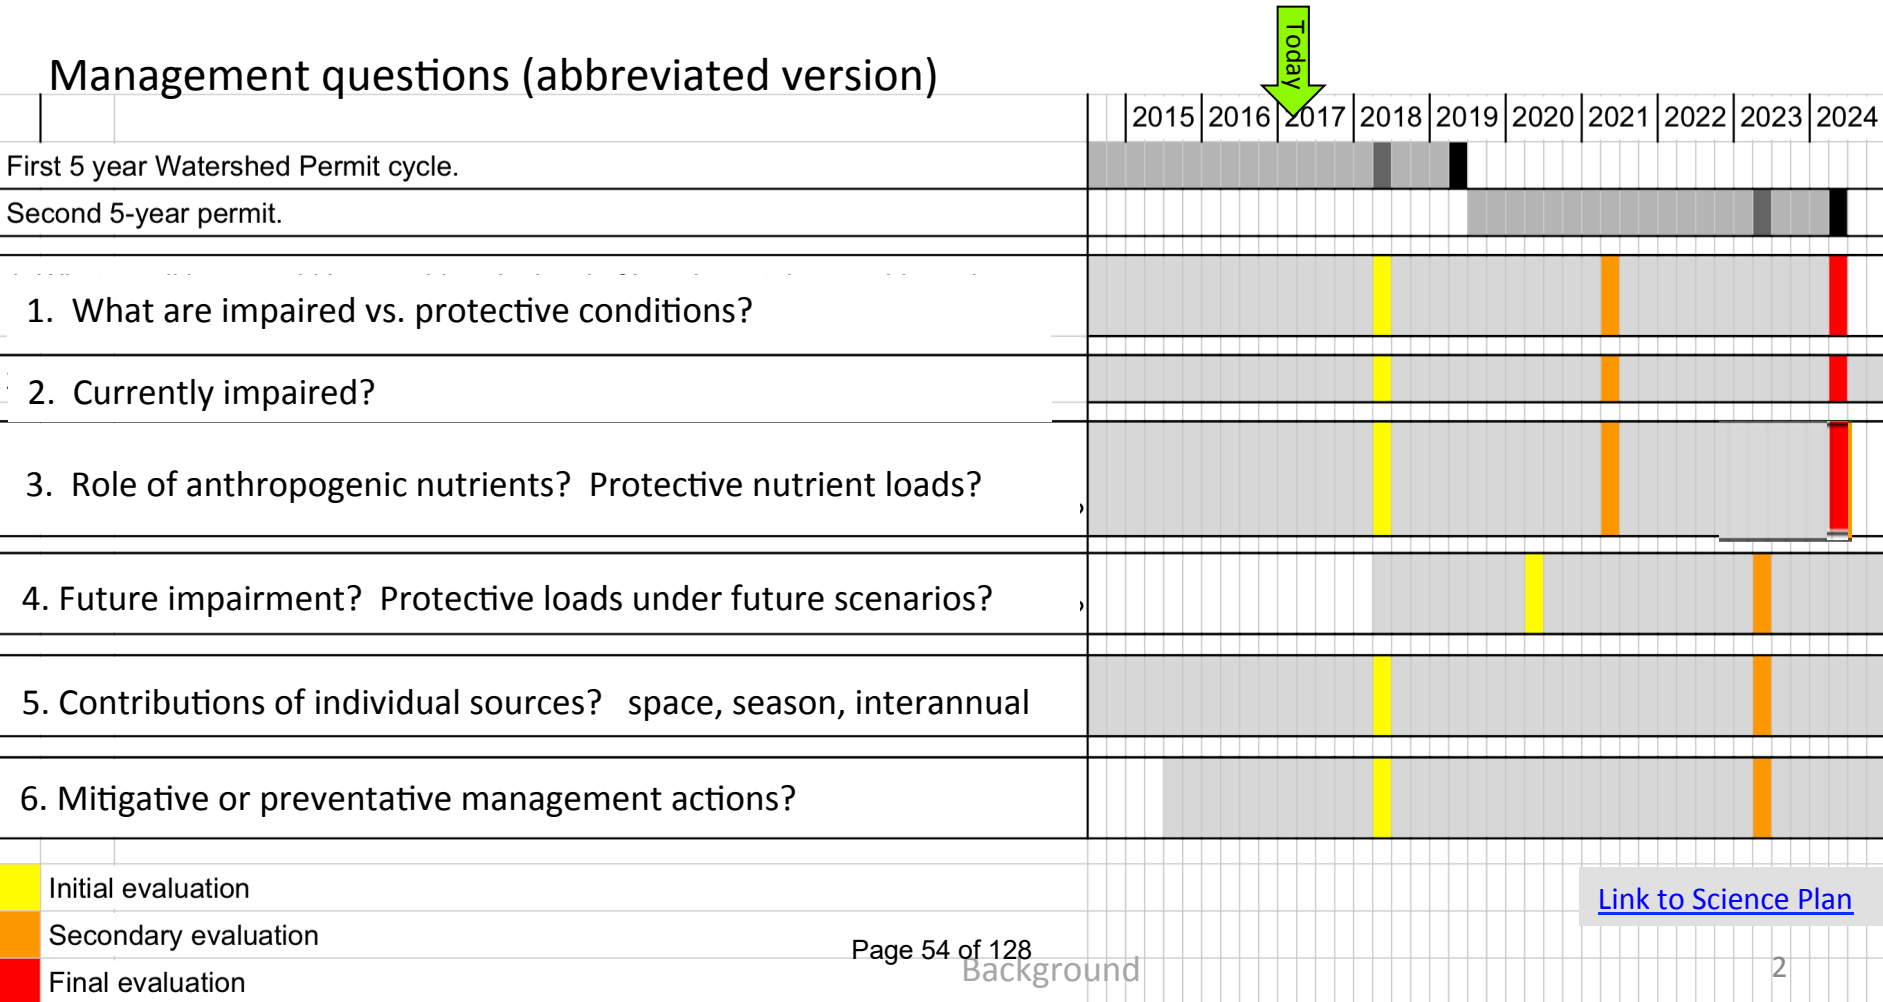 Today
Management questions (abbreviated version)
2015 2016 2017 2018 2019 2020 2021 2022 2023 2024
First 5 year Watershed Permit cycle.
Second 5-year permit.
1. What are impaired vs. protective conditions?
2. Currently impaired?
3. Role of anthropogenic nutrients? Protective nutrient loads?
4. Future impairment? Protective loads under future scenarios?
5. Contributions of individual sources? space, season, interannual
6. Mitigative or preventative management actions?
Initial evaluation
Link to Science Plan
Secondary evaluation
Page 54 of 128
Background
2
Final evaluation